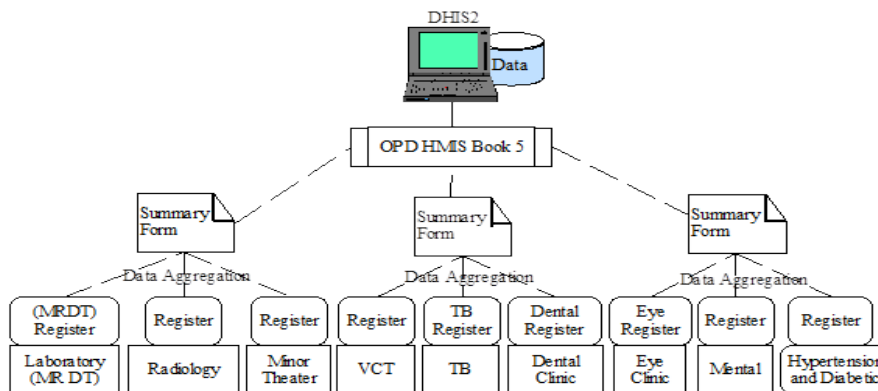 DHIS2
Data
OPD HMIS Book 5
Summary
Form
Summary
Form
Summary
Form
Data Aggregation
Data Aggregation
Data Aggregation
(MRDT)
Register
Register
Register
Register
TB
Register
Dental
Register
Eye
Register
Register
Register
Laboratory
(MR DT)
Radiology
Minor
Theater
VCT
TB
Dental
Clinic
Eye
Clinic
Mental
Hypertension
and Diabetic